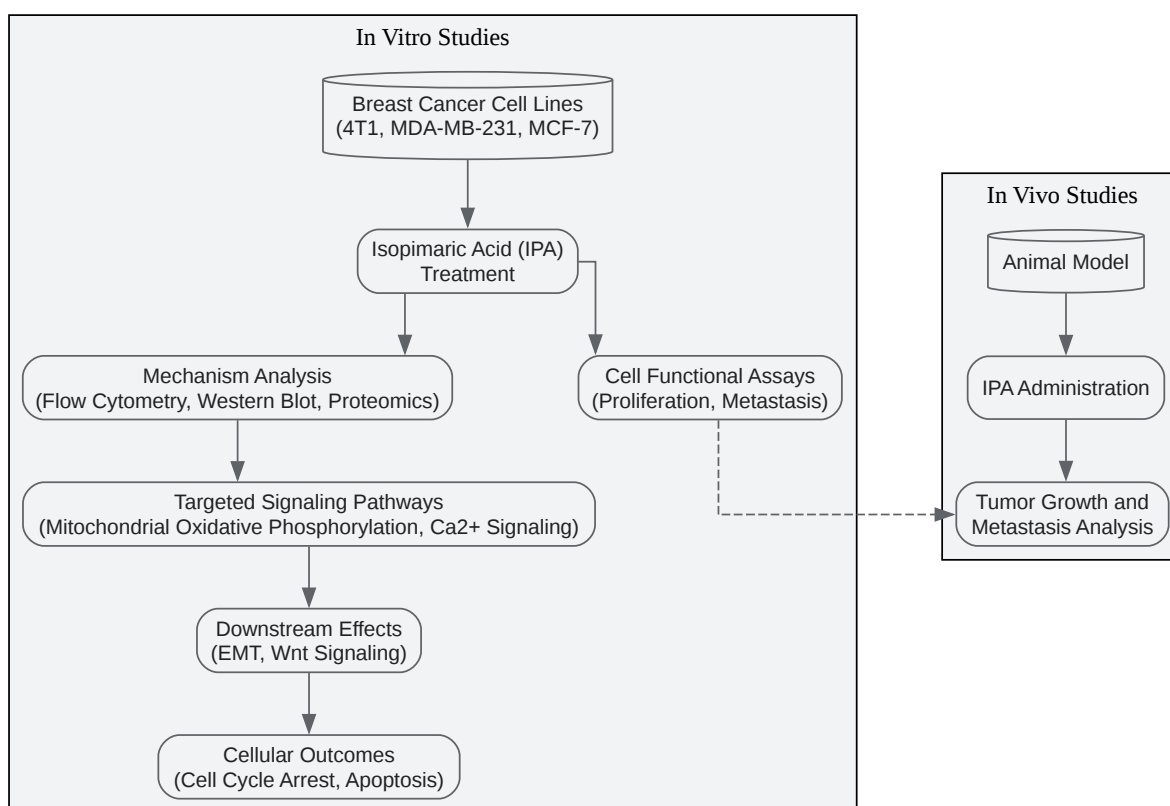 In Vitro Studies
Breast Cancer Cell Lines
(4T1, MDA-MB-231, MCF-7)
Isopimaric Acid (IPA)
Treatment
Mechanism Analysis
(Flow Cytometry, Western Blot, Proteomics)
Cell Functional Assays
(Proliferation, Metastasis)
Targeted Signaling Pathways
(Mitochondrial Oxidative Phosphorylation, Ca2+ Signaling)
Downstream Effects
(EMT, Wnt Signaling)
Cellular Outcomes
(Cell Cycle Arrest, Apoptosis)
In Vivo Studies
Animal Model
IPA Administration
Tumor Growth and
Metastasis Analysis